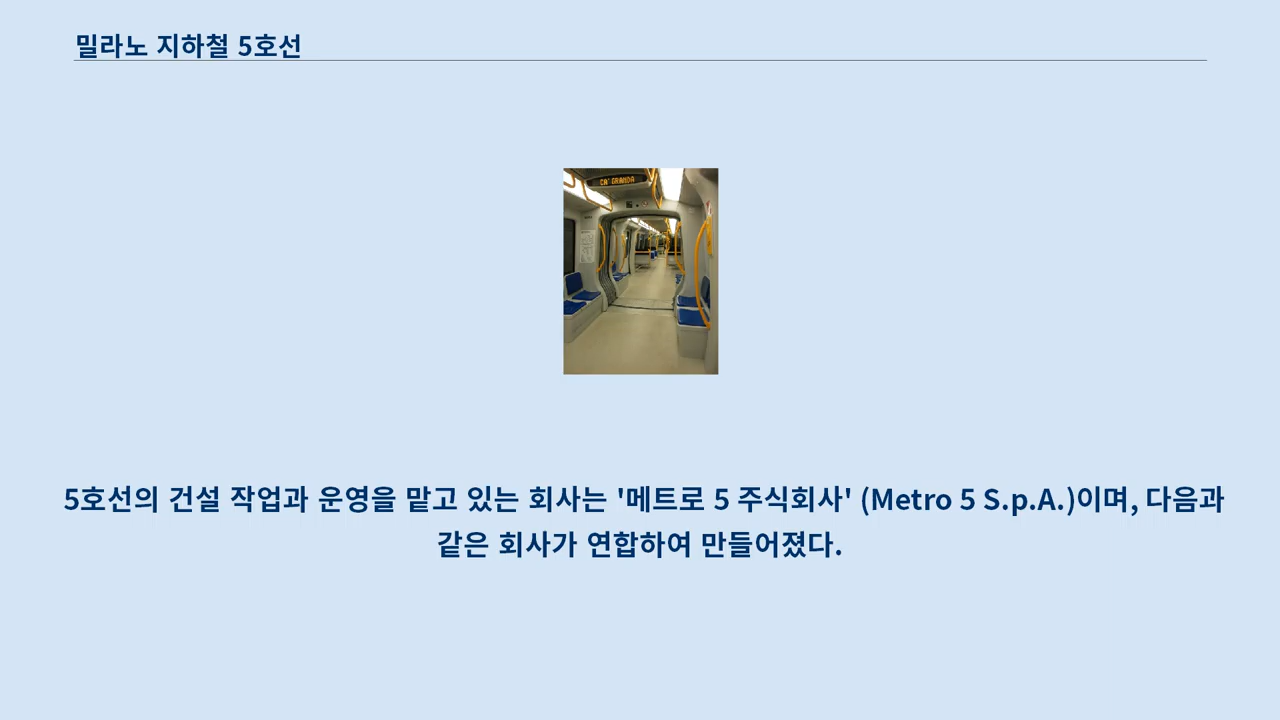 밀라노 지하철 5호선
CA' GRANDA
5호선의 건설 작업과 운영을 맡고 있는 회사는 '메트로 5 주식회사' (Metro 5 S.p.A.)이며, 다음과
같은 회사가 연합하여 만들어졌다.